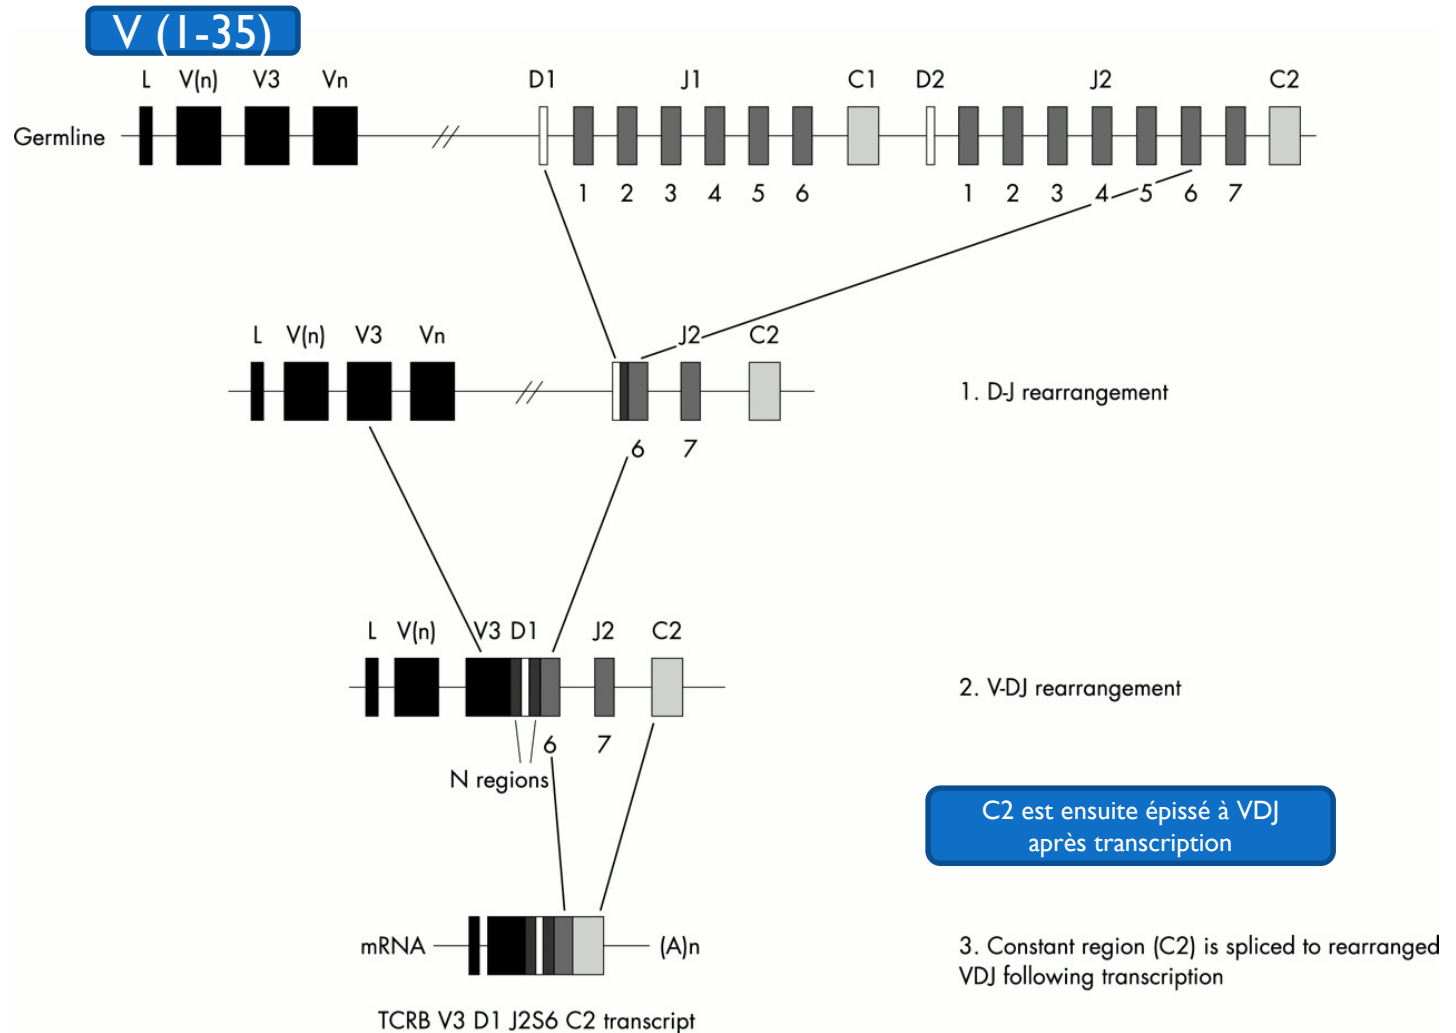 V (1-35)
L V(n) V3 Vn D1 J1 C1 D2 J2 C2
Germline
1 2 3 4 5 6 1 2 3 4 5 6 7
L V(n) V3 Vn J2 C2
1. D-J rearrangement
6 7
L V(n) V3 D1 J2 C2
2. V-DJ rearrangement
6 7
N regions
C2 est ensuite épissé à VDJ
après transcription
mRNA (A)n
3. Constant region (C2) is spliced to rearranged
VDJ following transcription
TCRB V3 D1 J2S6 C2 transcript